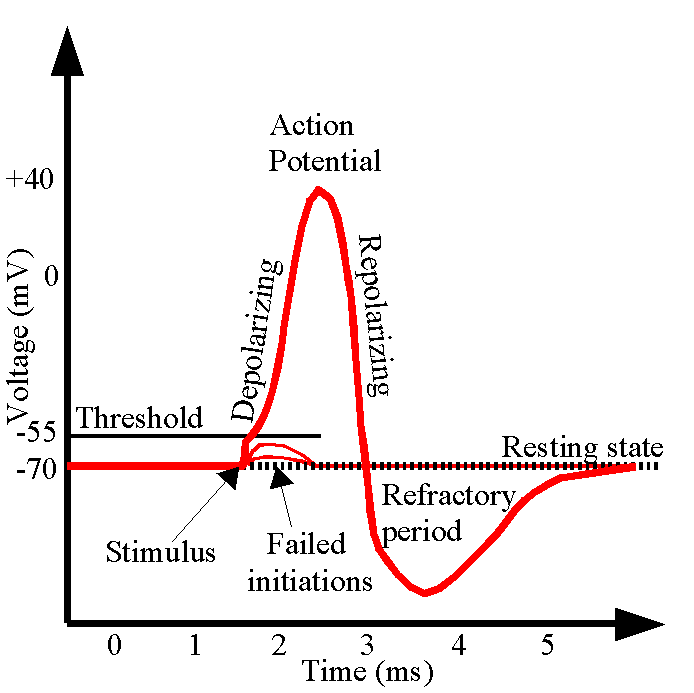 Action
Potential
+40
0
Voltage (mV)
Depolarizing
Repolarizing
Threshold
-55
-70
Resting state
Refractory
period
Stimulus
Failed
initiations
0 1 2 3 4 5
Time (ms)